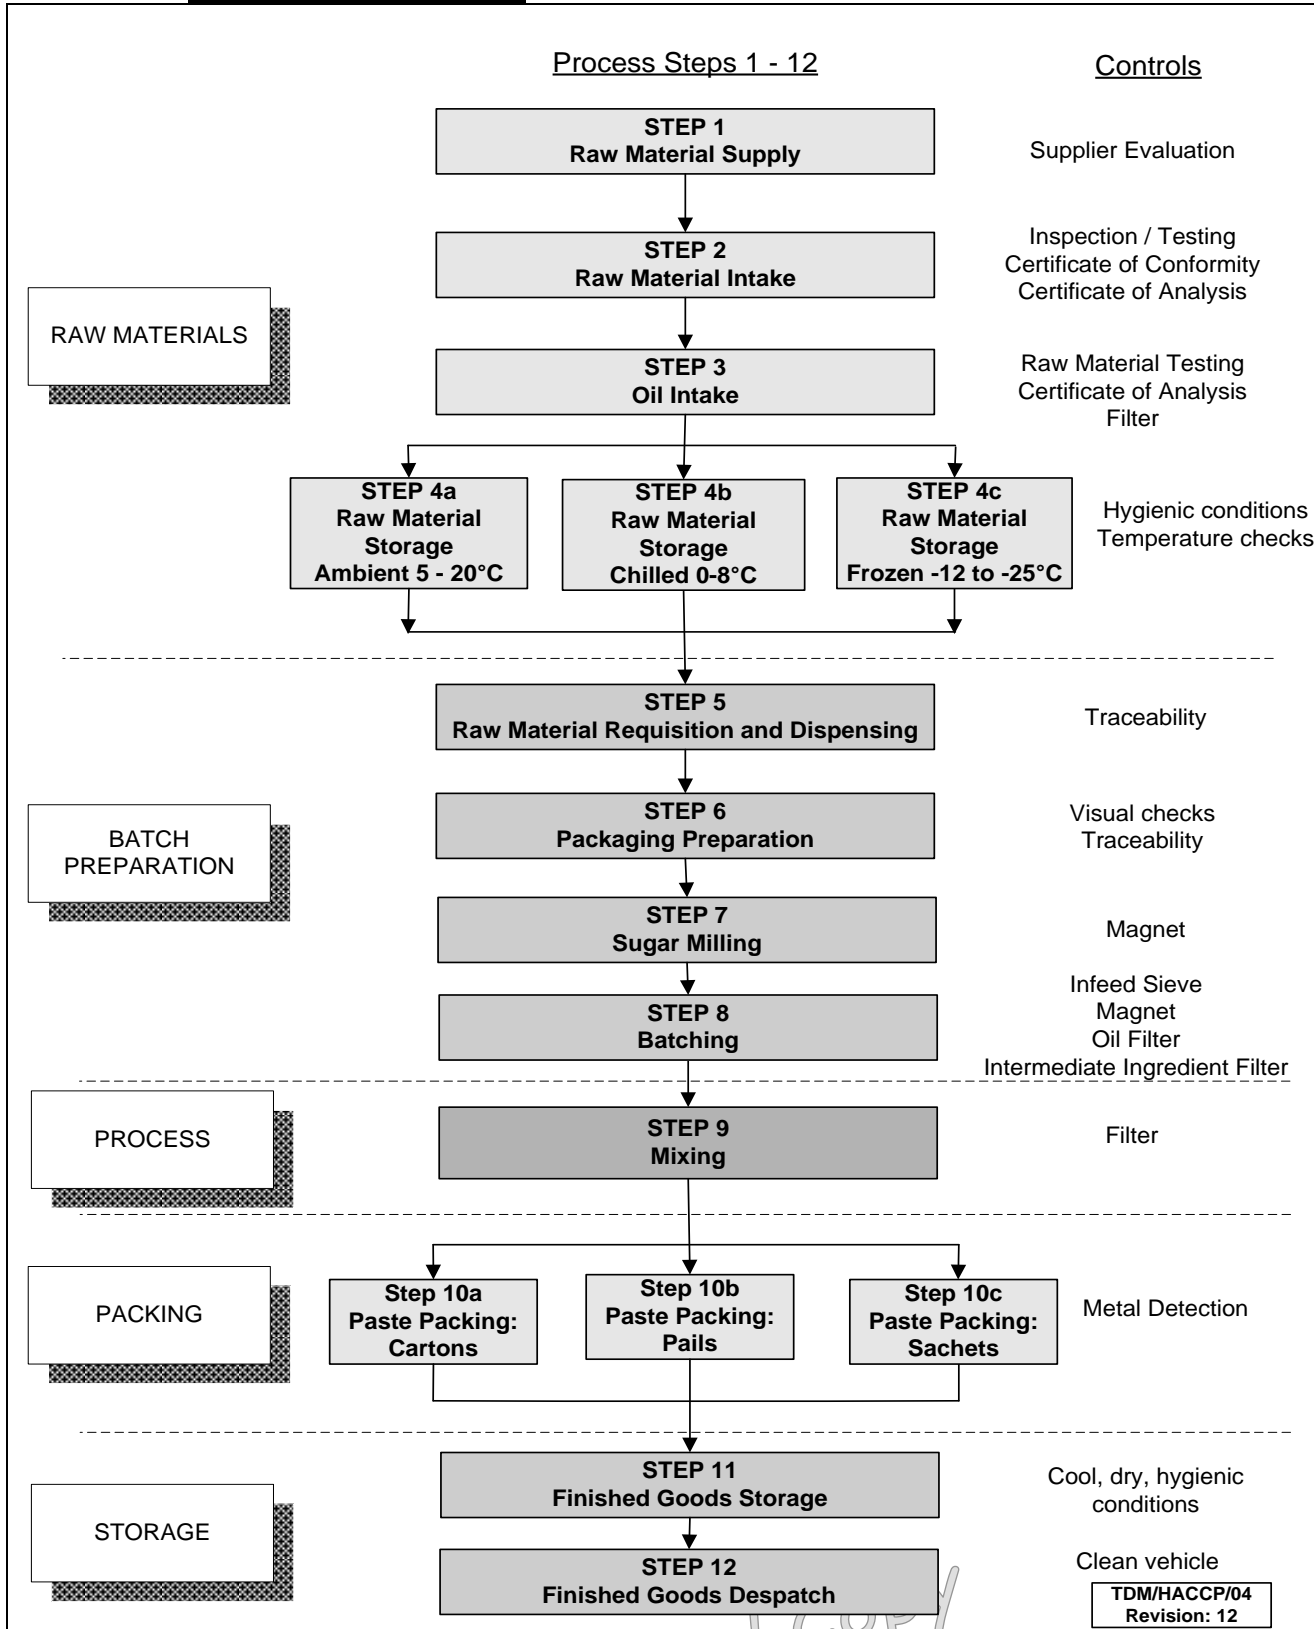 Process Steps 1 - 12
Controls
STEP 1
Raw Material Supply
Supplier Evaluation
STEP 2
Raw Material Intake
Inspection / Testing
Certificate of Conformity
Certificate of Analysis
RAW MATERIALS
STEP 3
Oil Intake
Raw Material Testing
Certificate of Analysis
Filter
STEP 4a
Raw Material
Storage
Ambient 5 - 20°C
STEP 4b
Raw Material
Storage
Chilled 0-8°C
STEP 4c
Raw Material
Storage
Frozen -12 to -25°C
Hygienic conditions
Temperature checks
STEP 5
Raw Material Requisition and Dispensing
Traceability
BATCH
PREPARATION
STEP 6
Packaging Preparation
Visual checks
Traceability
STEP 7
Sugar Milling
Magnet
STEP 8
Batching
Infeed Sieve
Magnet
Oil Filter
Intermediate Ingredient Filter
PROCESS
STEP 9
Mixing
Filter
PACKING
Step 10a
Paste Packing:
Cartons
Step 10b
Paste Packing:
Pails
Step 10c
Paste Packing:
Sachets
Metal Detection
STORAGE
STEP 11
Finished Goods Storage
Cool, dry, hygienic
conditions
STEP 12
Finished Goods Despatch
Clean vehicle
TDM/HACCP/04
Revision: 12